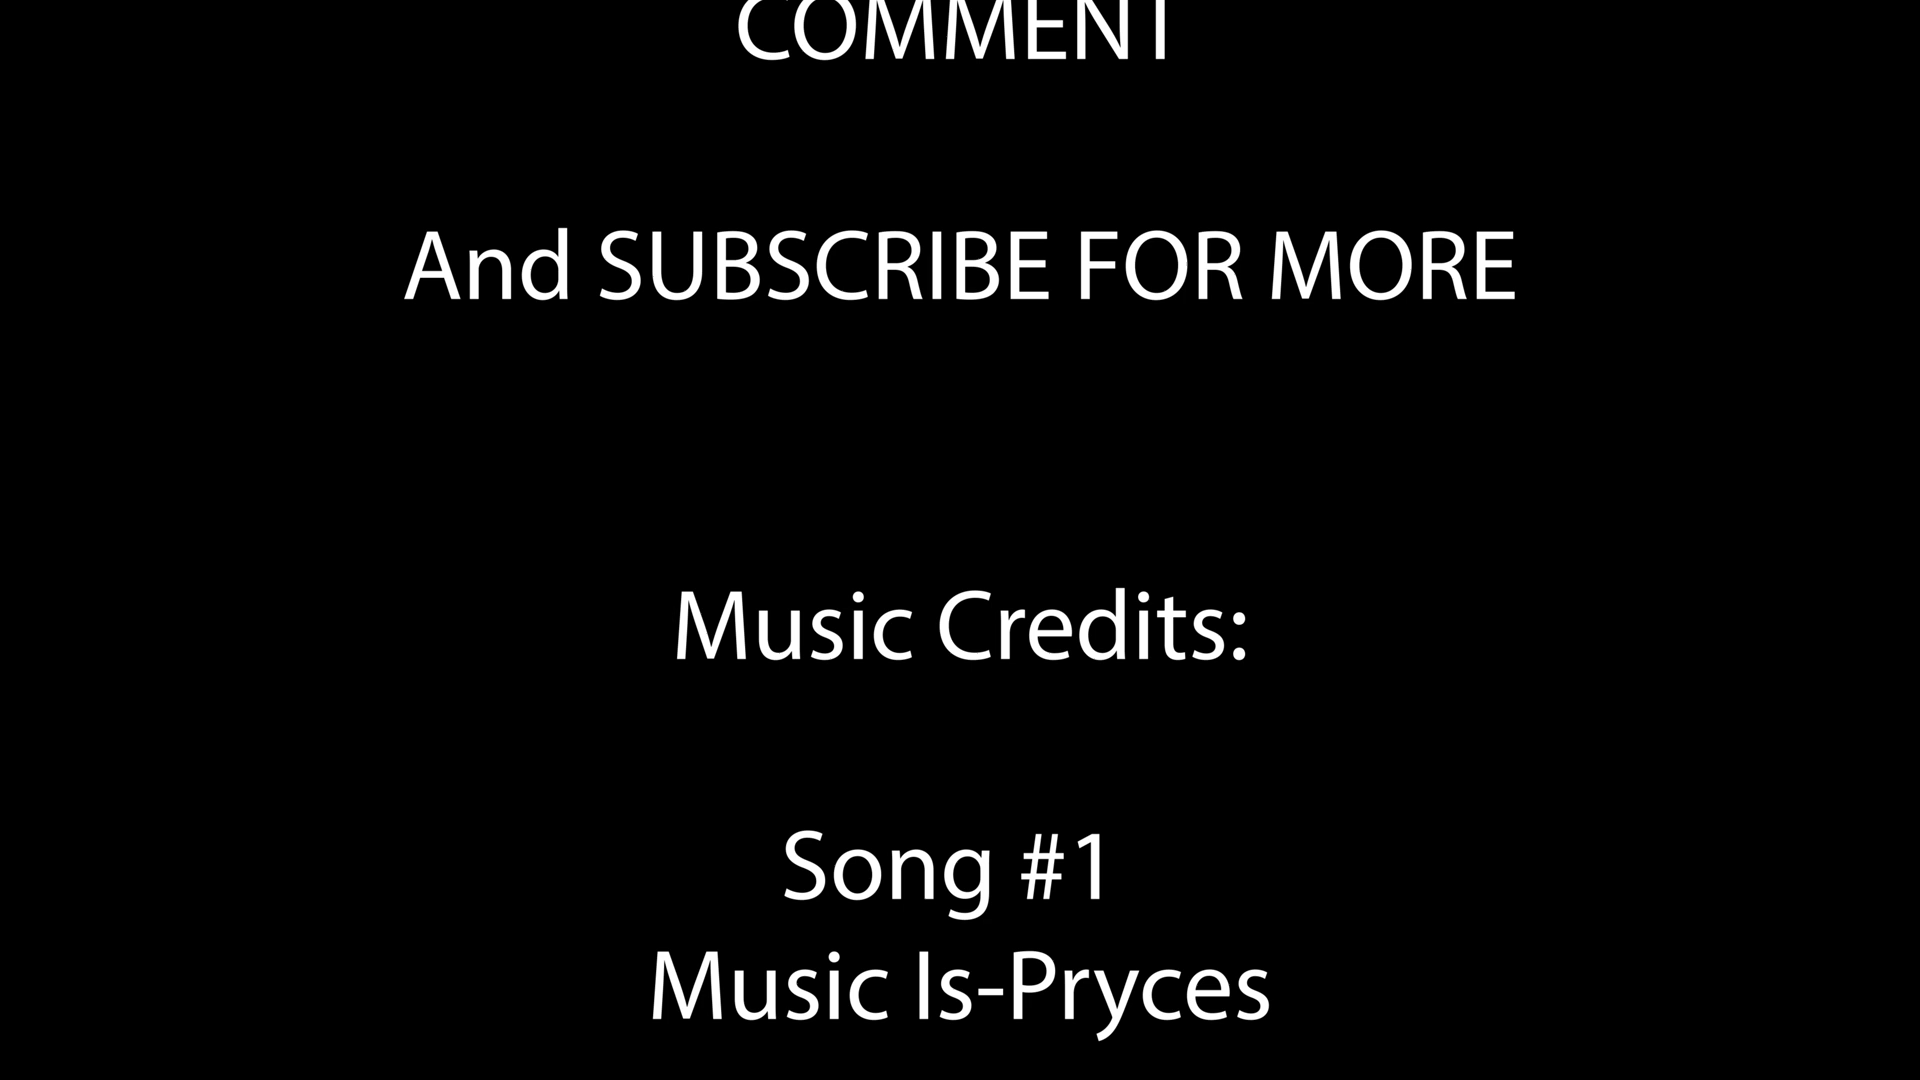 COMMENT
And SUBSCRIBE FOR MORE
Music Credits:
Song #1
Music Is-Pryces